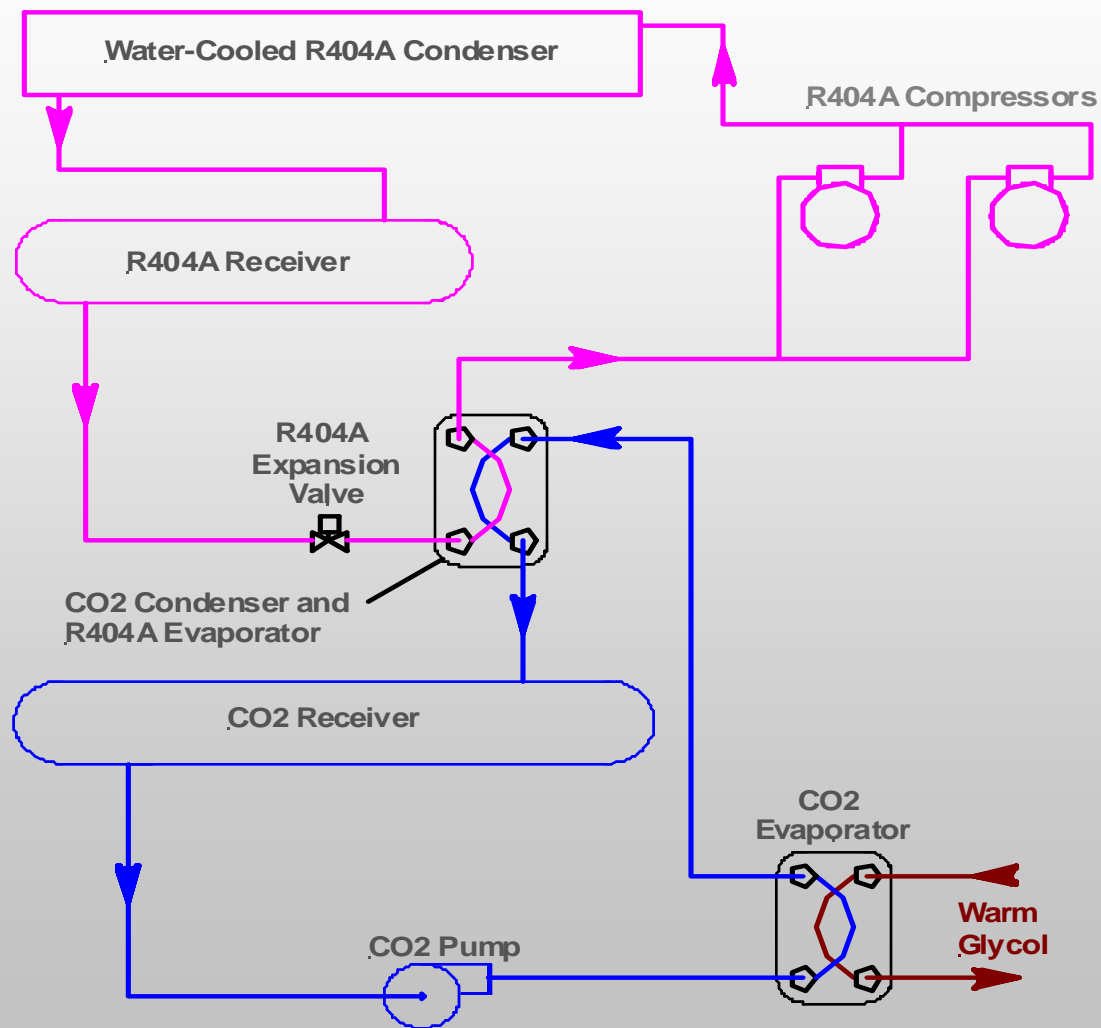 Water-Cooled R404A Condenser
R404A Compressors
R404A Receiver
R404A
Expansion
Valve
CO2 Condenser and
R404A Evaporator
CO2 Receiver
CO2
Evaporator
Warm
Glycol
CO2 Pump